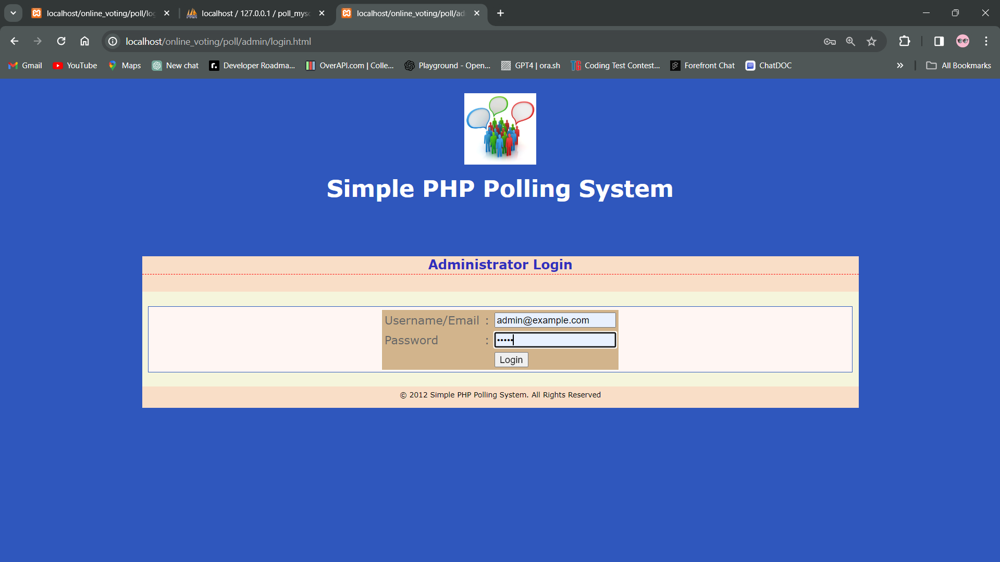 localhost/online_voting/poll/log
localhost / 127.0.0.1 / poll_mysq
localhost/online_voting/poll/ad
localhost/online_voting/poll/admin/login.html
Gmail
YouTube
Maps
New chat
Developer Roadma...
OverAPI.com | Colle...
Playground - Open...
GPT4 | ora.sh
Coding Test Contest...
Forefront Chat
ChatDOC
All Bookmarks
Simple PHP Polling System
Administrator Login
Username/Email : admin@example.com
Password : •••••
Login
© 2012 Simple PHP Polling System. All Rights Reserved